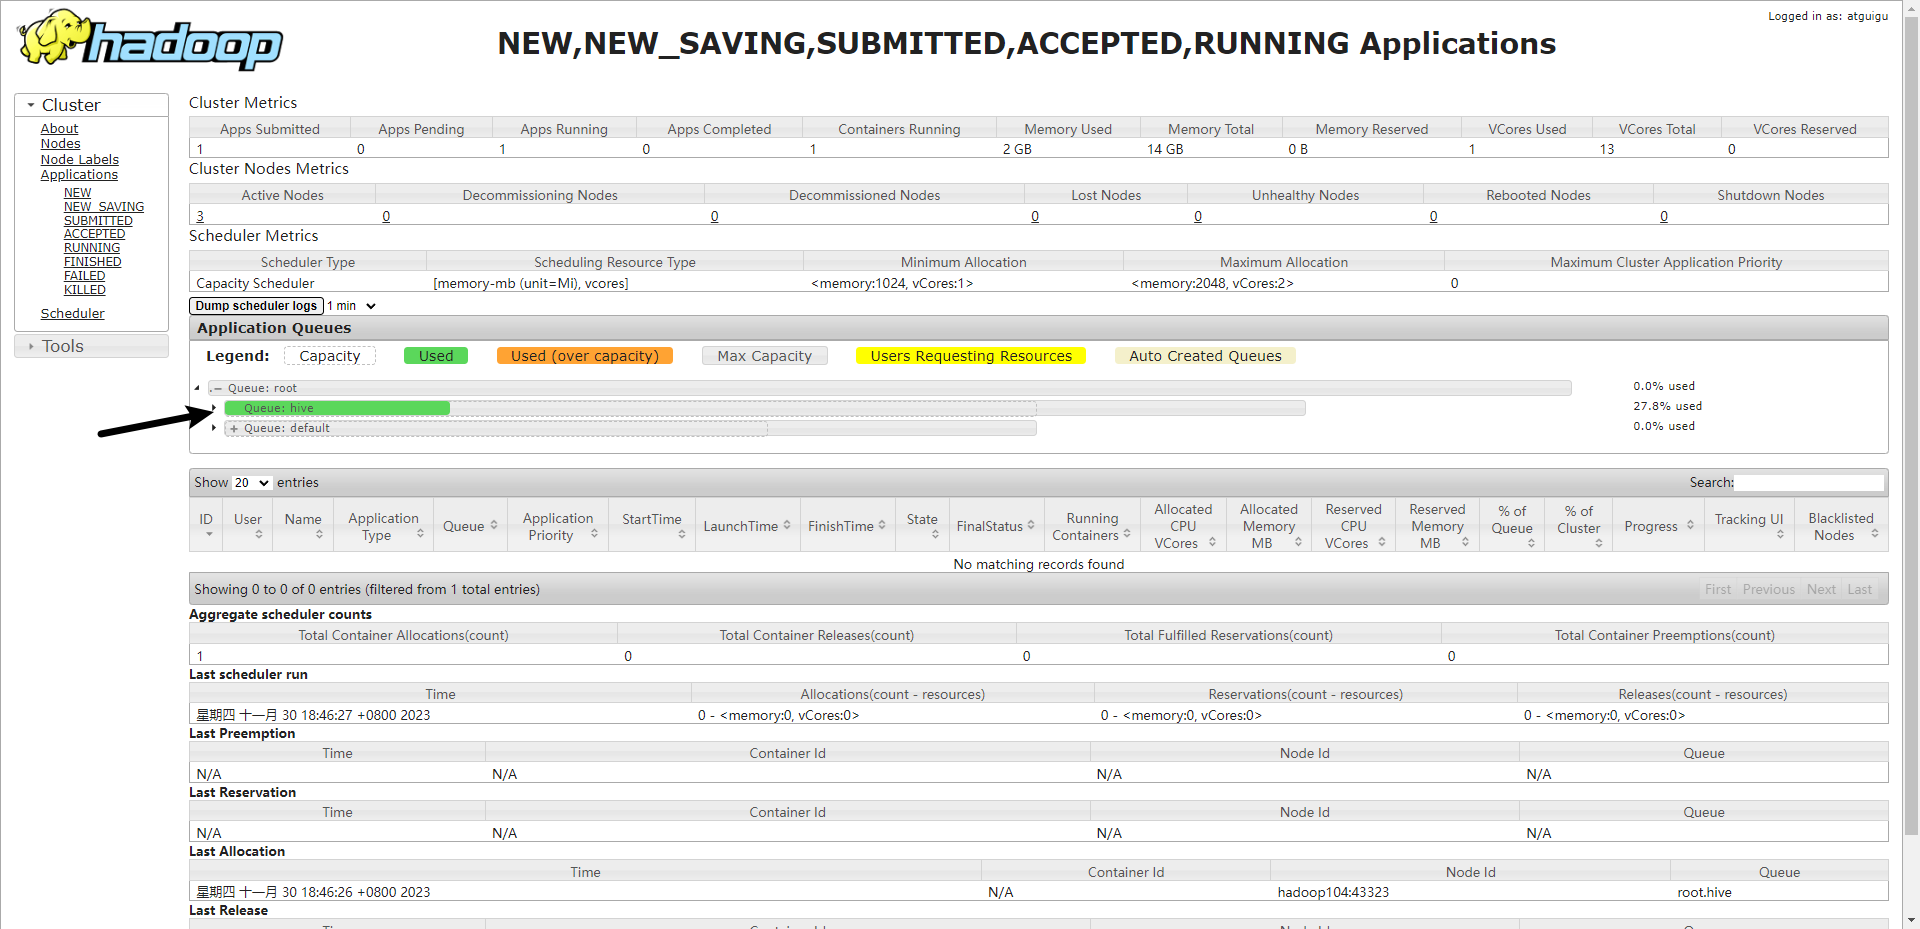 Logged in as: atguigu
hadoop
NEW,NEW_SAVING,SUBMITTED,ACCEPTED,RUNNING Applications
Cluster
About
Nodes
Node Labels
Applications
NEW
NEW_SAVING
SUBMITTED
ACCEPTED
RUNNING
FINISHED
FAILED
KILLED
Scheduler
Tools
Cluster Metrics
Apps Submitted Apps Pending Apps Running Apps Completed Containers Running Memory Used Memory Total Memory Reserved VCores Used VCores Total VCores Reserved
1 0 1 0 1 2 GB 14 GB 0 B 1 13 0
Cluster Nodes Metrics
Active Nodes Decommissioning Nodes Decommissioned Nodes Lost Nodes Unhealthy Nodes Rebooted Nodes Shutdown Nodes
3 0 0 0 0 0 0
Scheduler Metrics
Scheduler Type Scheduling Resource Type Minimum Allocation Maximum Allocation Maximum Cluster Application Priority
Capacity Scheduler [memory-mb (unit=Mi), vcores] <memory:1024, vCores:1> <memory:2048, vCores:2> 0
Dump scheduler logs 1 min
Application Queues
Legend: Capacity Used Used (over capacity) Max Capacity Users Requesting Resources Auto Created Queues
Queue: root 0.0% used
Queue: hive 27.8% used
+ Queue: default 0.0% used
Show 20 entries Search:
ID User Name Application Type Queue Application Priority StartTime LaunchTime FinishTime State FinalStatus Running Containers Allocated CPU VCores Allocated Memory MB Reserved CPU VCores Reserved Memory MB % of Queue % of Cluster Progress Tracking UI Blacklisted Nodes
No matching records found
Showing 0 to 0 of 0 entries (filtered from 1 total entries) First Previous Next Last
Aggregate scheduler counts
Total Container Allocations(count) Total Container Releases(count) Total Fulfilled Reservations(count) Total Container Preemptions(count)
1 0 0 0
Last scheduler run
Time Allocations(count - resources) Reservations(count - resources) Releases(count - resources)
星期四 十一月 30 18:46:27 +0800 2023 0 - <memory:0, vCores:0> 0 - <memory:0, vCores:0> 0 - <memory:0, vCores:0>
Last Preemption
Time Container Id Node Id Queue
N/A N/A N/A N/A
Last Reservation
Time Container Id Node Id Queue
N/A N/A N/A N/A
Last Allocation
Time Container Id Node Id Queue
星期四 十一月 30 18:46:26 +0800 2023 N/A hadoop104:43323 root.hive
Last Release
Time Container Id Node Id Queue